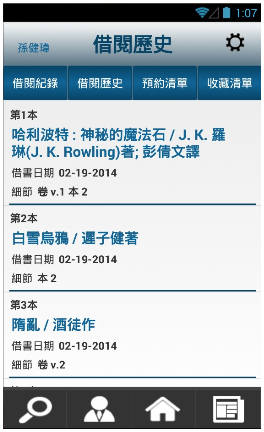 1:07
孫健瑋
借閱歷史
借閱紀錄 借閱歷史 預約清單 收藏清單
第1本
哈利波特 : 神秘的魔法石 / J. K. 羅
琳(J. K. Rowling)著; 彭倩文譯
借書日期 02-19-2014
細節 卷 v.1 本 2
第2本
白雪烏鴉 / 遲子健著
借書日期 02-19-2014
細節 本 2
第3本
隋亂 / 酒徒作
借書日期 02-19-2014
細節 卷 v.2